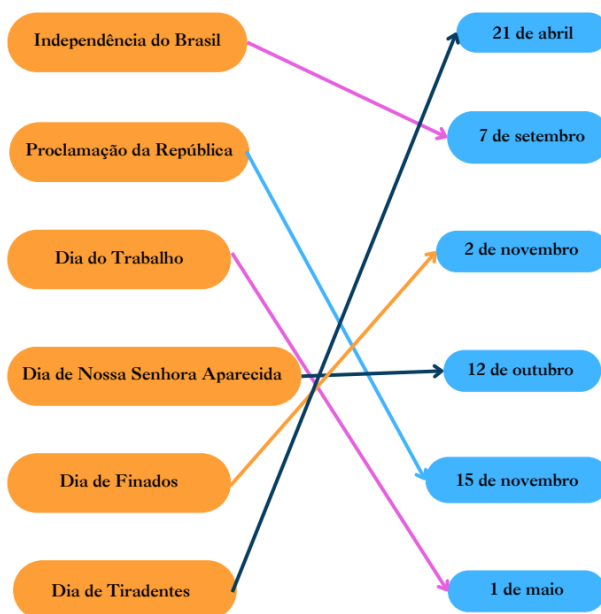 Independência do Brasil
21 de abril
Proclamação da República
7 de setembro
Dia do Trabalho
2 de novembro
Dia de Nossa Senhora Aparecida
12 de outubro
Dia de Finados
15 de novembro
Dia de Tiradentes
1 de maio